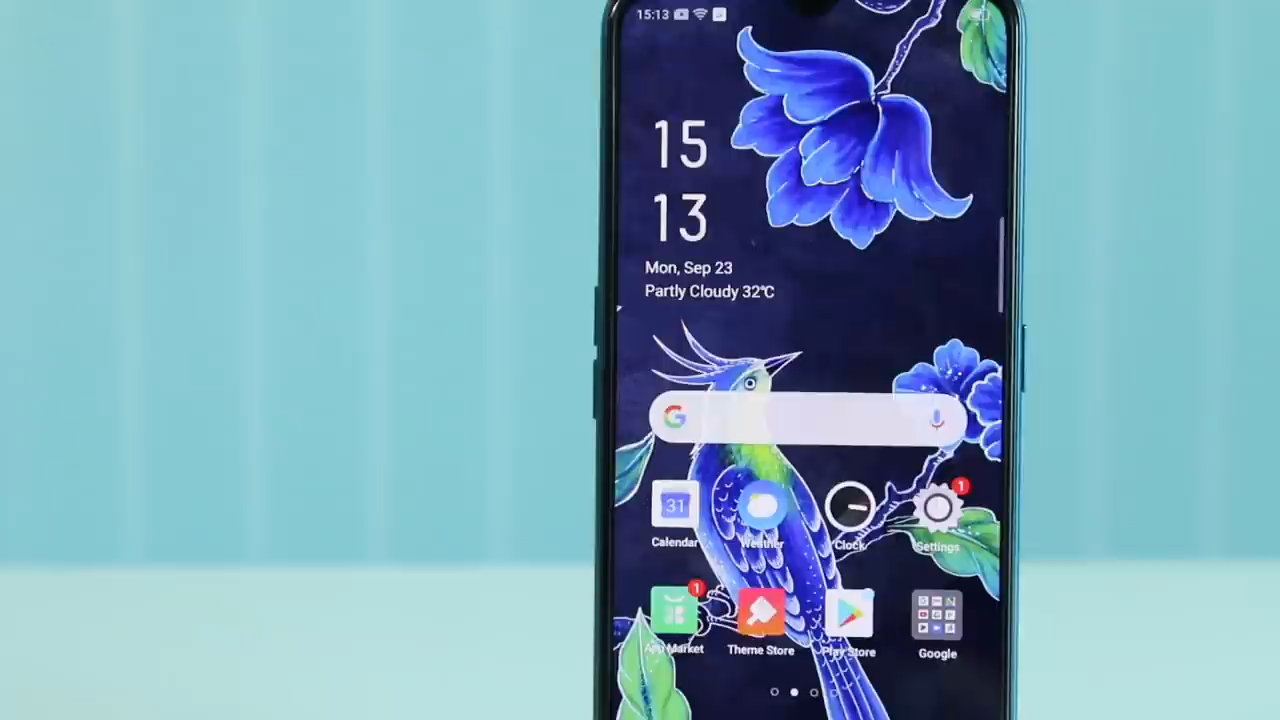 15:13
15
13
Mon, Sep 23
Partly Cloudy 32℃
G
31
Calendar
Weather
Clock
1
Settings
1
App Market
Theme Store
Play Store
Google